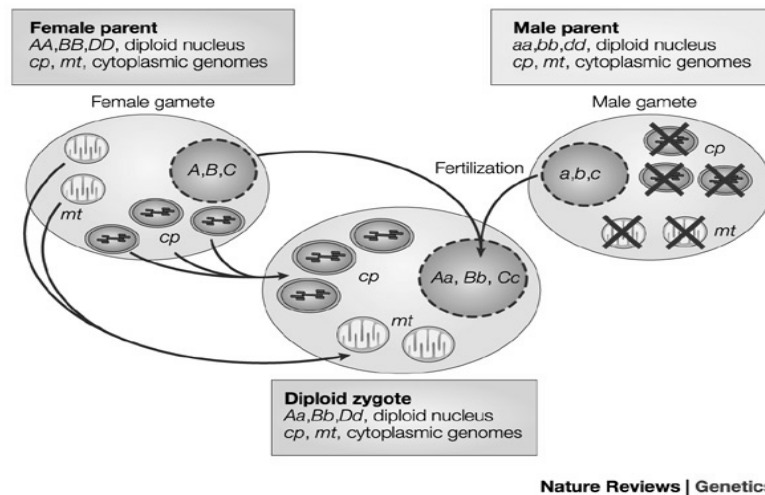 Female parent
AA,BB,DD, diploid nucleus
cp, mt, cytoplasmic genomes
Male parent
aa,bb,dd, diploid nucleus
cp, mt, cytoplasmic genomes
Female gamete
Male gamete
A,B,C
mt
cp
Fertilization
a,b,c
cp
mt
cp
Aa, Bb, Cc
mt
Diploid zygote
Aa,Bb,Dd, diploid nucleus
cp, mt, cytoplasmic genomes
Nature Reviews | Genetics